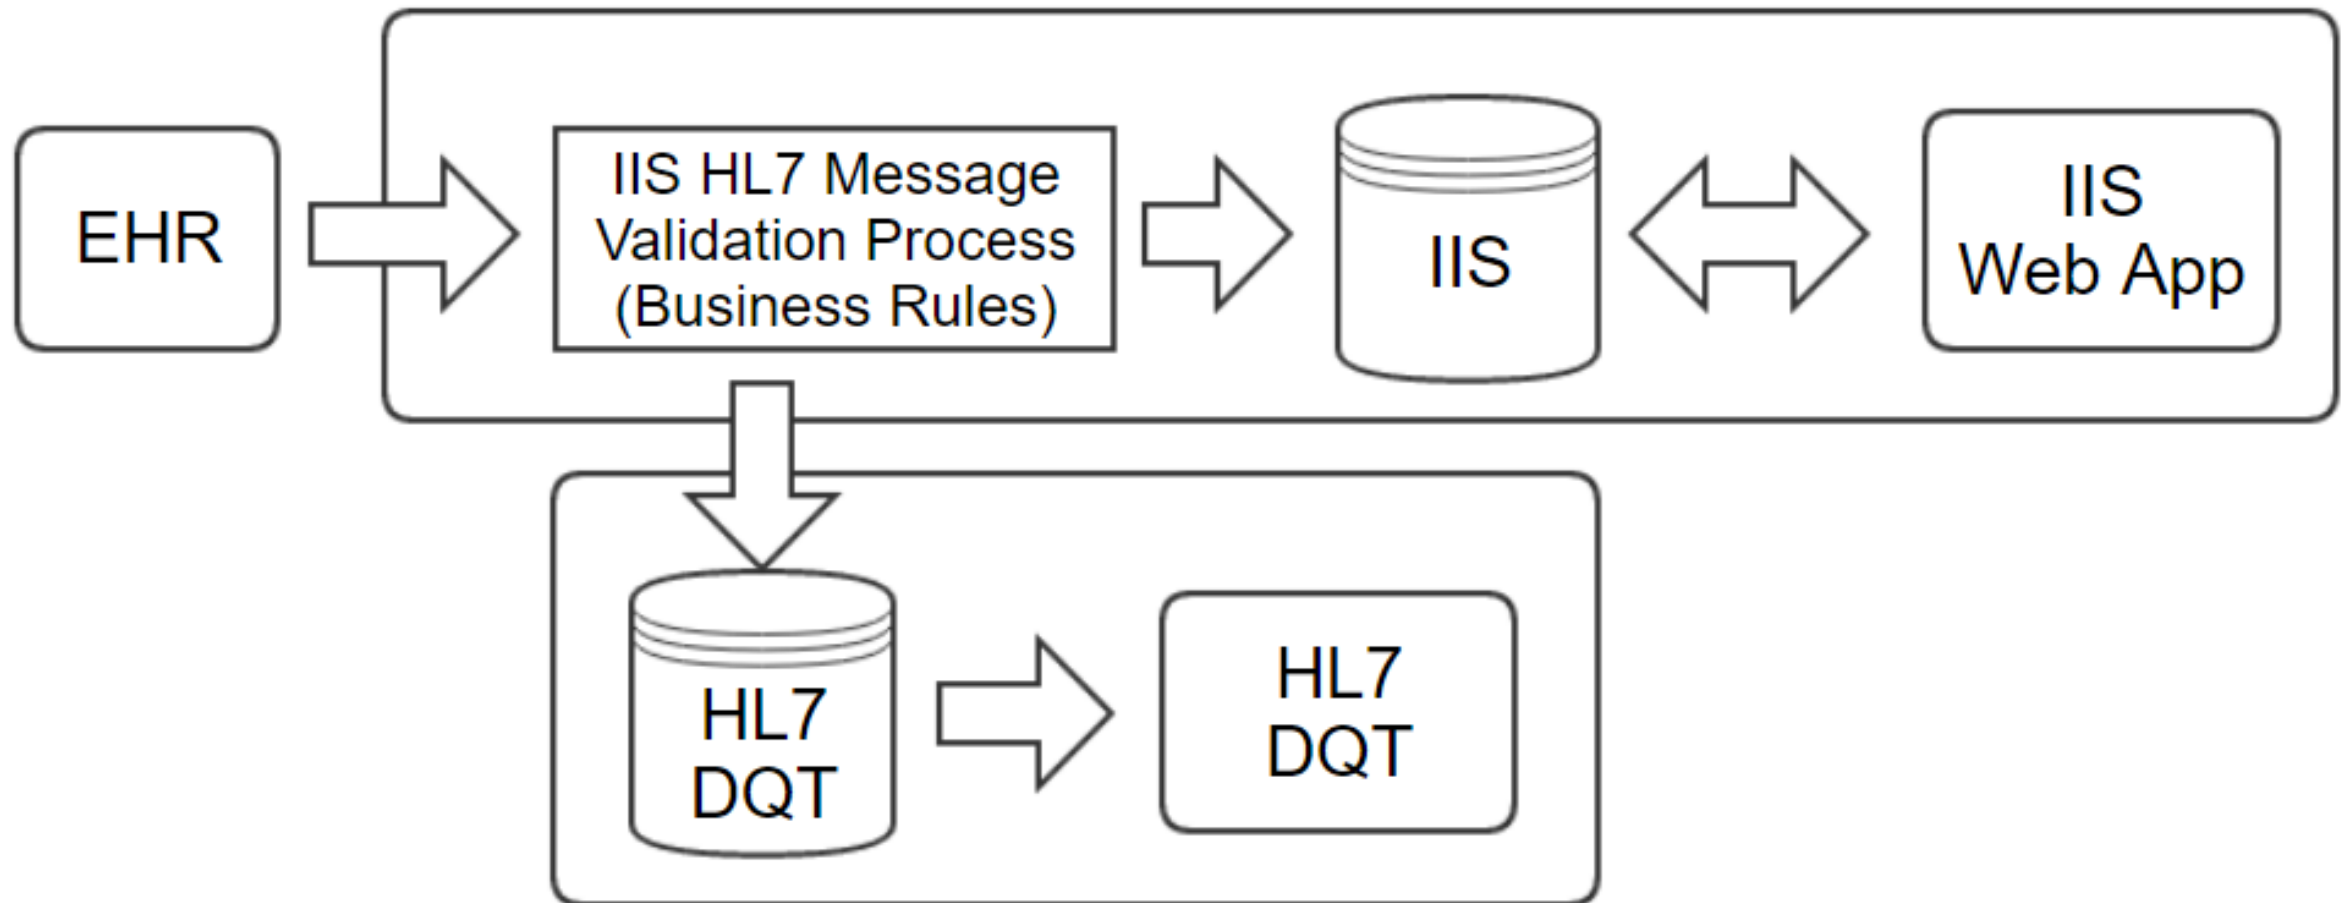 EHR
IIS HL7 Message
Validation Process
(Business Rules)
IIS
IIS
Web App
HL7
DQT
HL7
DQT